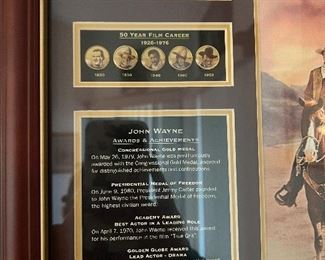 50 YEAR FILM CAREER
1926-1976
1930
1940
JOHN WAYNE
AWARDS & ACHIEVEMENTS
CONGRESSIONAL GOLD MEDAL
On May 26, 1979, John Wayne was posthumously
awarded with the Congressional Gold Medal, awarded
for distinguished achievements and contributions.
PRESIDENTIAL MEDAL OF FREEDOM
On June 9, 1980, President Jimmy Carter awarded
to John Wayne the Presidential Medal of Freedom,
the highest civilian award.
ACADEMY AWARD
BEST ACTOR IN A LEADING ROLE
On April 7, 1970, John Wayne received this award
for his performance in the film "True Grit".
GOLDEN GLOBE AWARD
LEAD ACTOR - DRAMA